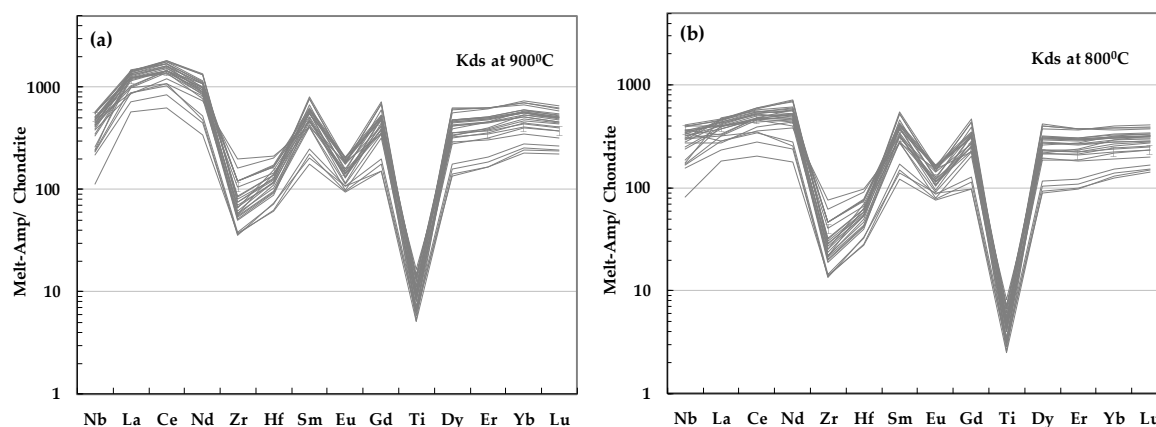 (a)
Kds at 900⁰C
Melt-Amp/ Chondrite
1000
100
10
1
Nb La Ce Nd Zr Hf Sm Eu Gd Ti Dy Er Yb Lu
(b)
Kds at 800⁰C
Melt-Amp/ Chondrite
1000
100
10
1
Nb La Ce Nd Zr Hf Sm Eu Gd Ti Dy Er Yb Lu